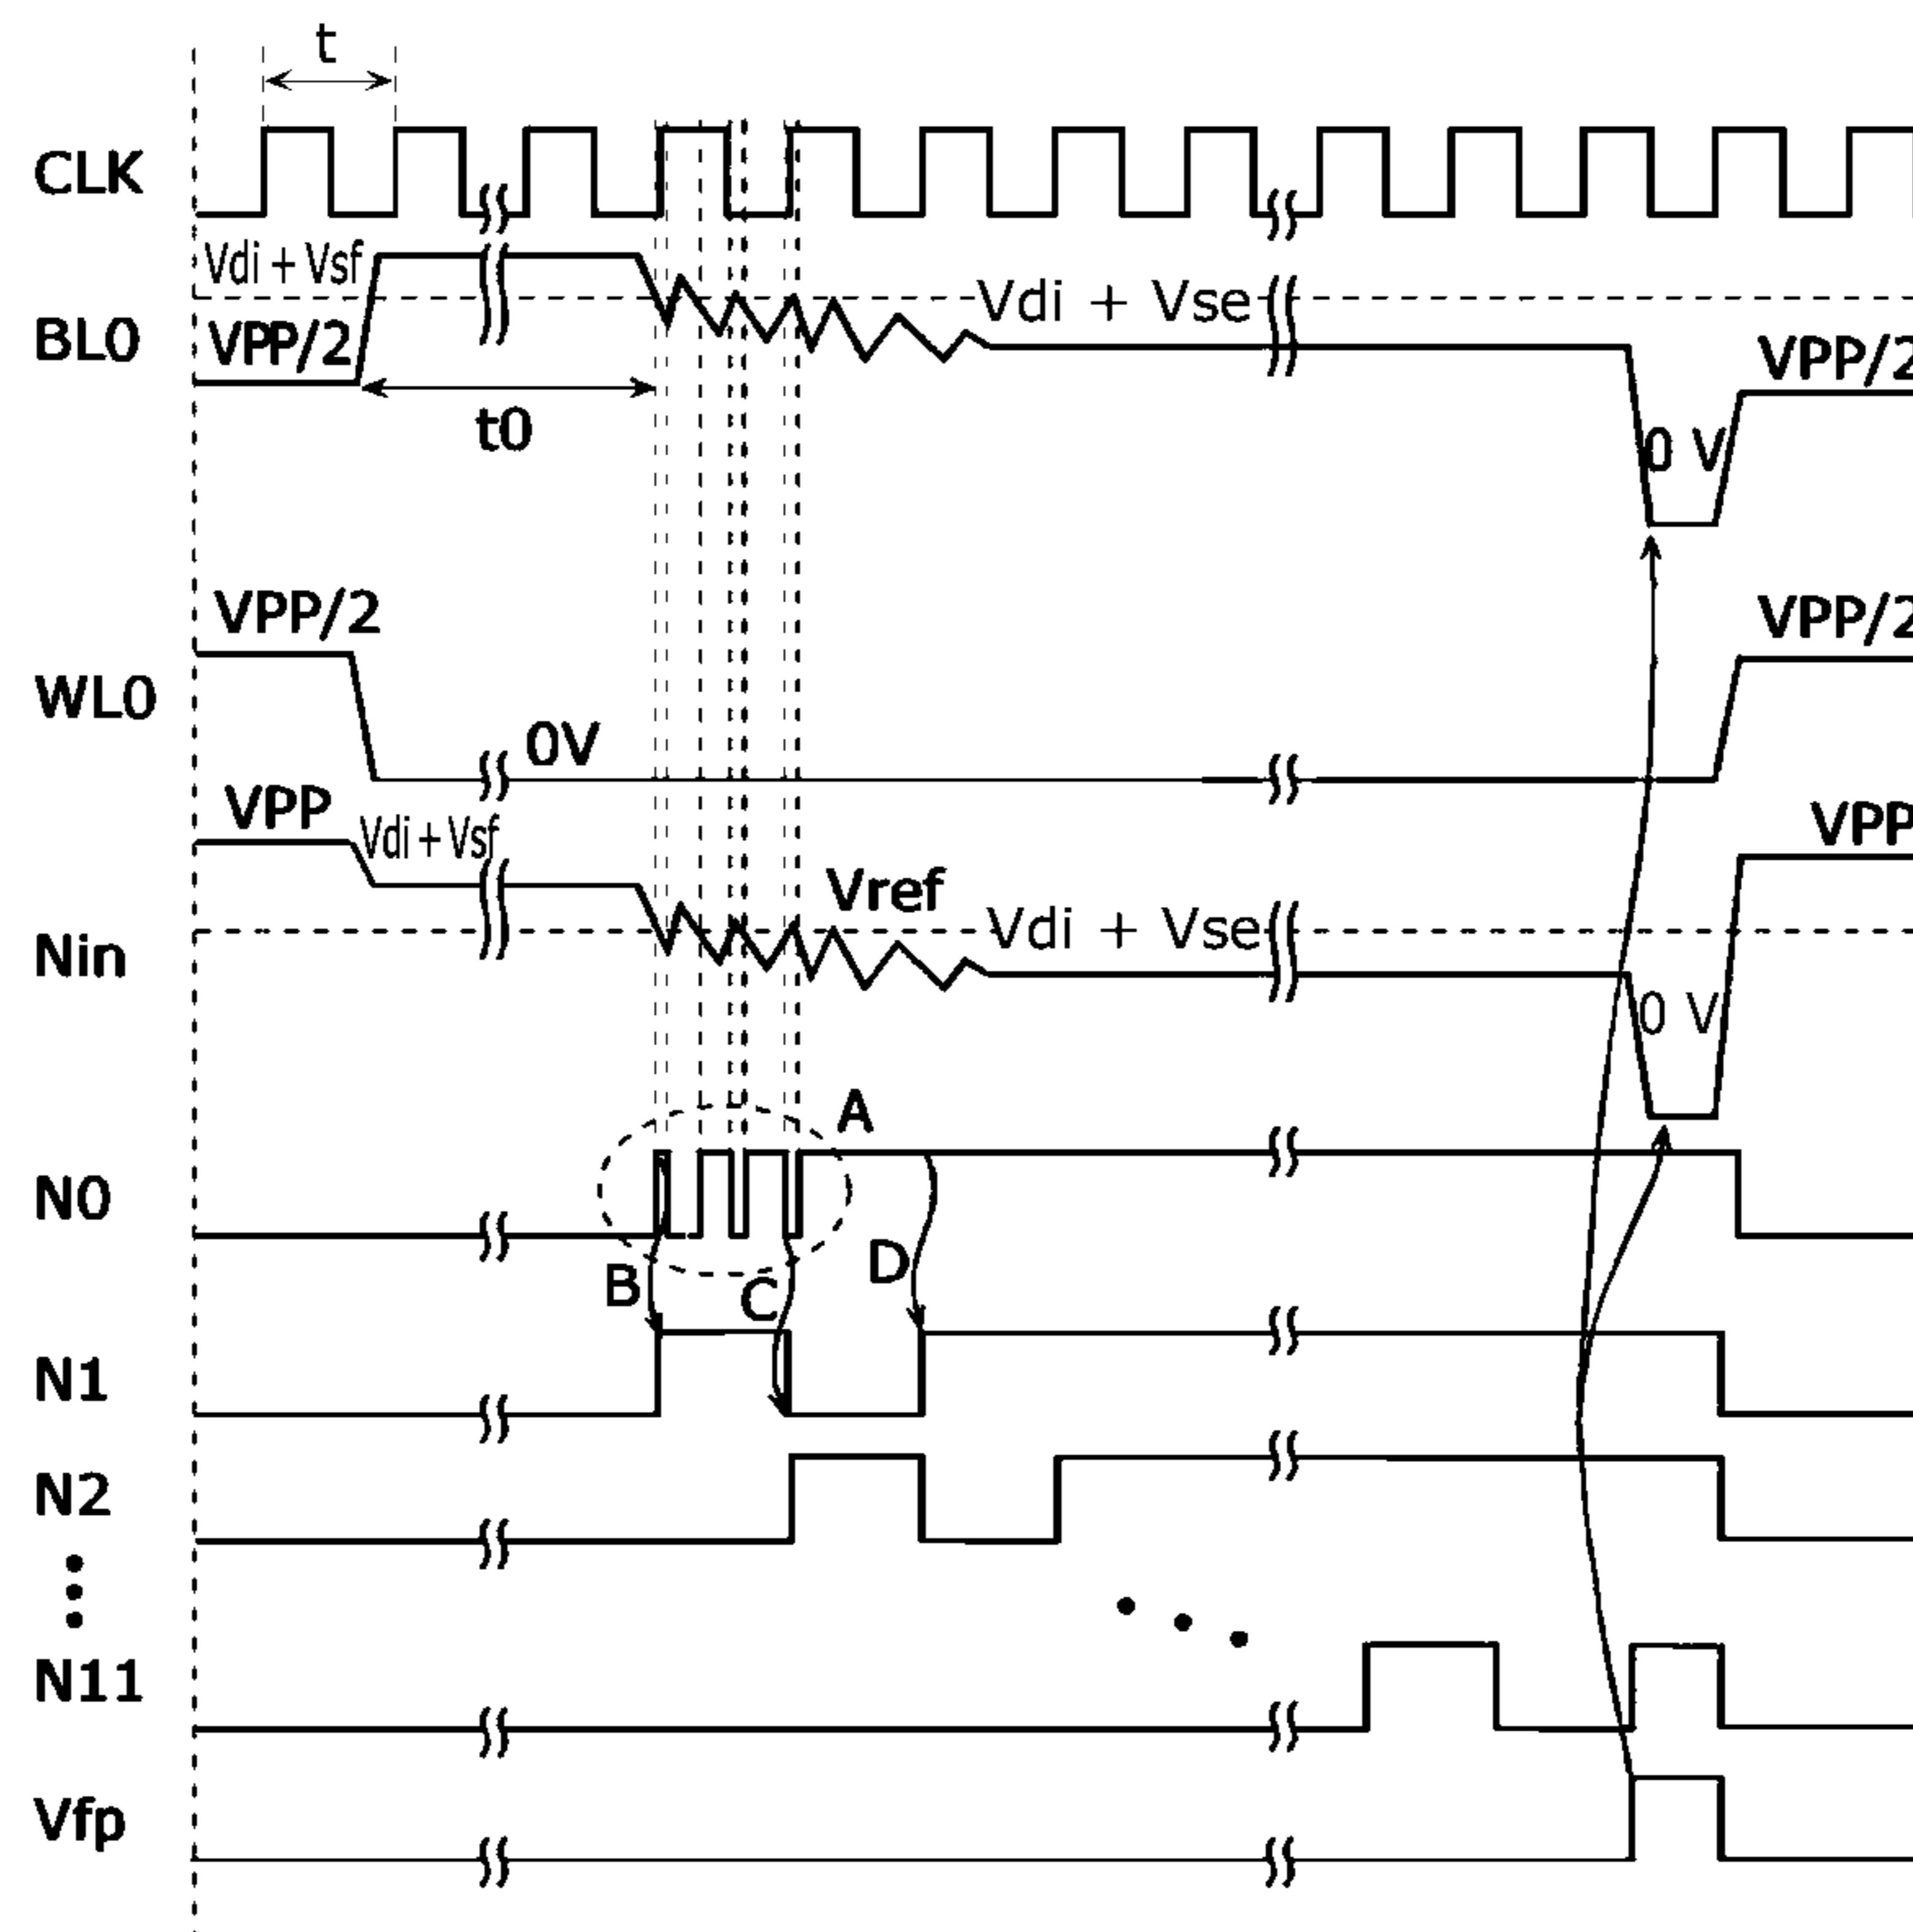 t
CLK
Vdi + Vsf
Vdi + Vse
BL0
VPP/2
VPP/2
t0
0 V
VPP/2
VPP/2
WL0
0V
VPP
Vdi + Vsf
VPP
Vref
Vdi + Vse
Nin
0 V
A
N0
B
C
D
N1
N2
N11
Vfp